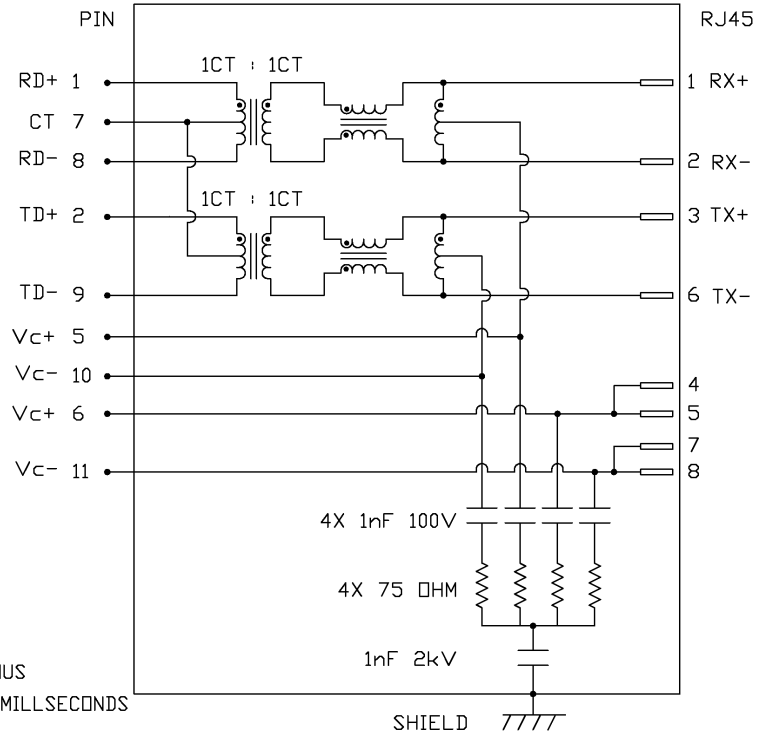 PIN RJ45
1CT : 1CT
RD+ 1 1 RX+
CT 7
RD- 8 2 RX-
1CT : 1CT
TD+ 2 3 TX+
TD- 9 6 TX-
Vc+ 5
Vc- 10
4
Vc+ 6 5
7
Vc- 11 8
4X 1nF 100V
4X 75 OHM
1nF 2kV
MILLSECONDS
SHIELD